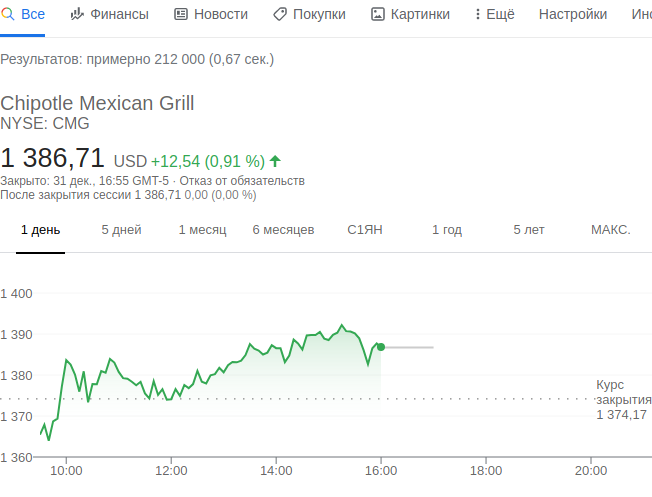 Все Финансы Новости Покупки Картинки Ещё Настройки Инс
Результатов: примерно 212 000 (0,67 сек.)
Chipotle Mexican Grill
NYSE: CMG
1 386,71 USD +12,54 (0,91 %)
Закрыто: 31 дек., 16:55 GMT-5 · Отказ от обязательств
После закрытия сессии 1 386,71 0,00 (0,00 %)
1 день 5 дней 1 месяц 6 месяцев С1ЯН 1 год 5 лет МАКС.
1 400
1 390
1 380
Курс
закрытия
1 374,17
1 370
1 360
10:00 12:00 14:00 16:00 18:00 20:00